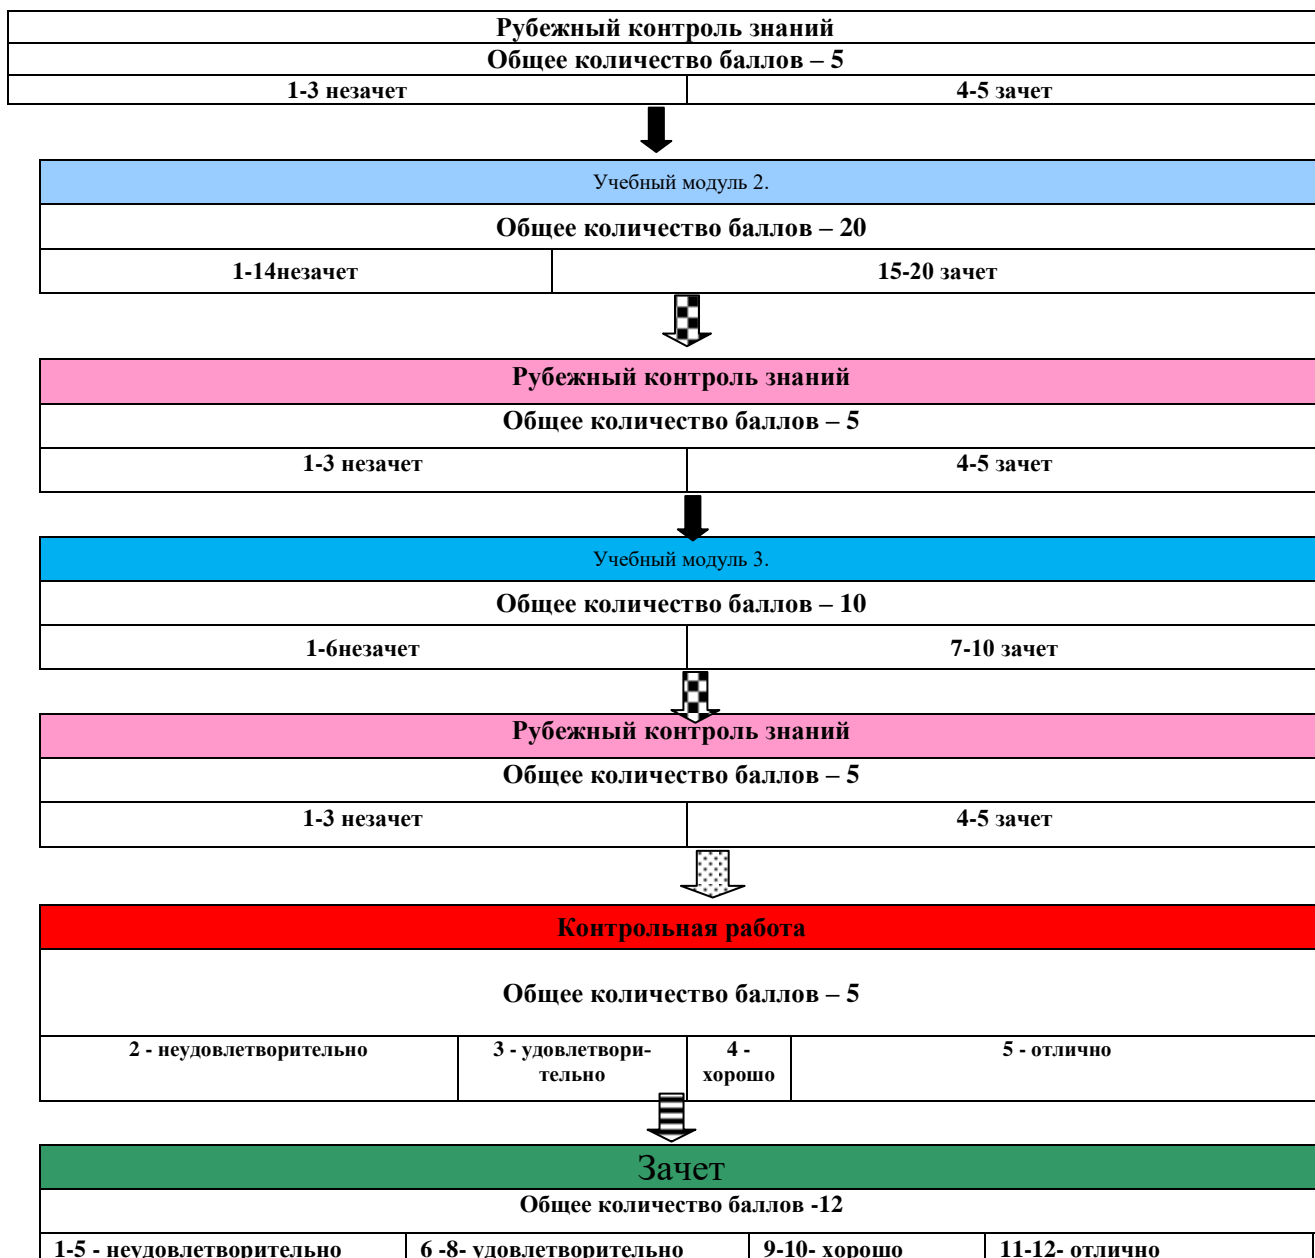 Рубежный контроль знаний
Общее количество баллов – 5
1-3 незачет 4-5 зачет
Учебный модуль 2.
Общее количество баллов – 20
1-14незачет 15-20 зачет
Рубежный контроль знаний
Общее количество баллов – 5
1-3 незачет 4-5 зачет
Учебный модуль 3.
Общее количество баллов – 10
1-6незачет 7-10 зачет
Рубежный контроль знаний
Общее количество баллов – 5
1-3 незачет 4-5 зачет
Контрольная работа
Общее количество баллов – 5
2 - неудовлетворительно 3 - удовлетвори- 4 - 5 - отлично
тельно хорошо
Зачет
Общее количество баллов -12
1-5 - неудовлетворительно 6 -8- удовлетворительно 9-10- хорошо 11-12- отлично